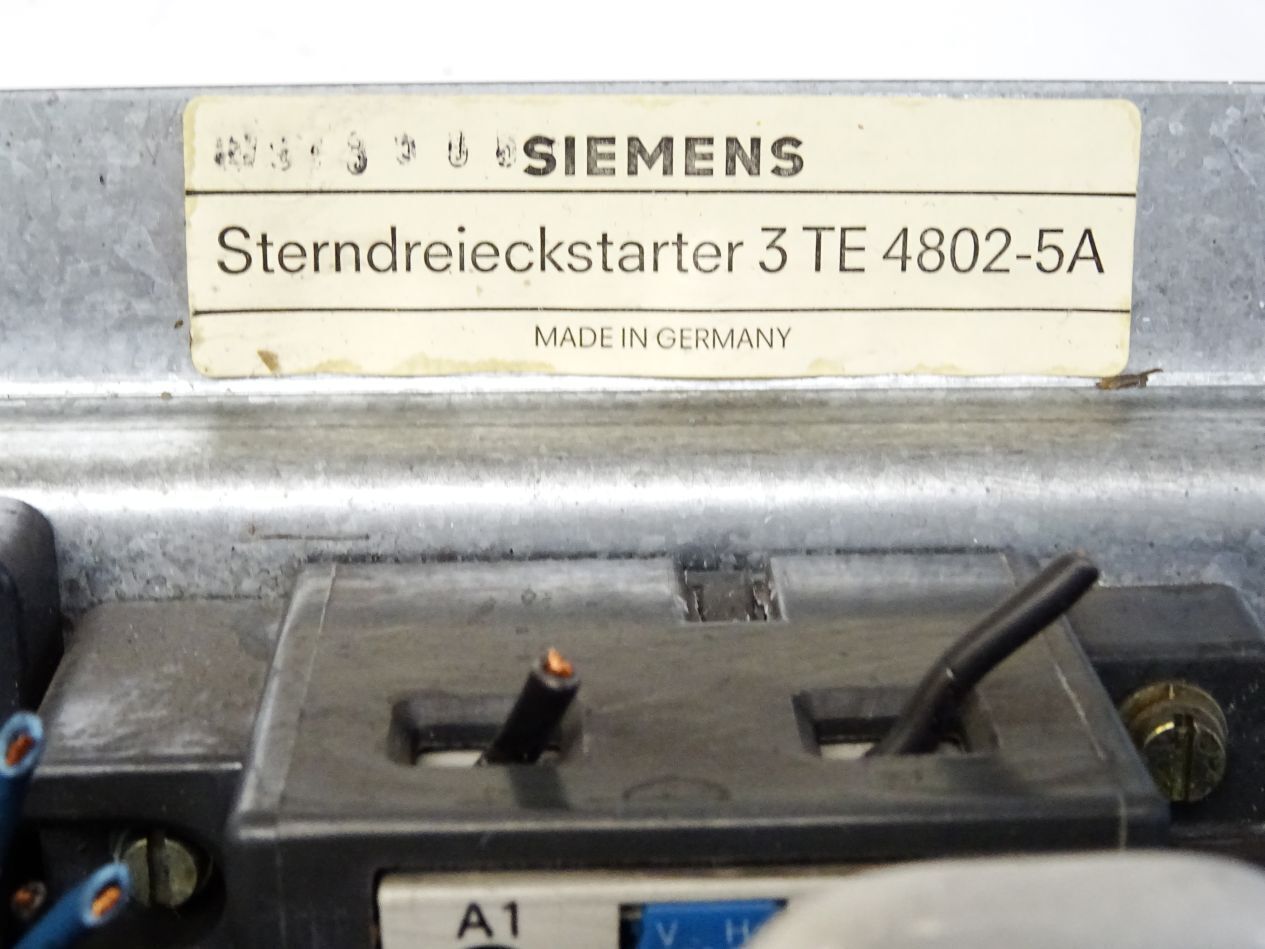 SIEMENS
Sterndreieckstarter 3 TE 4802-5A
MADE IN GERMANY
A1
V